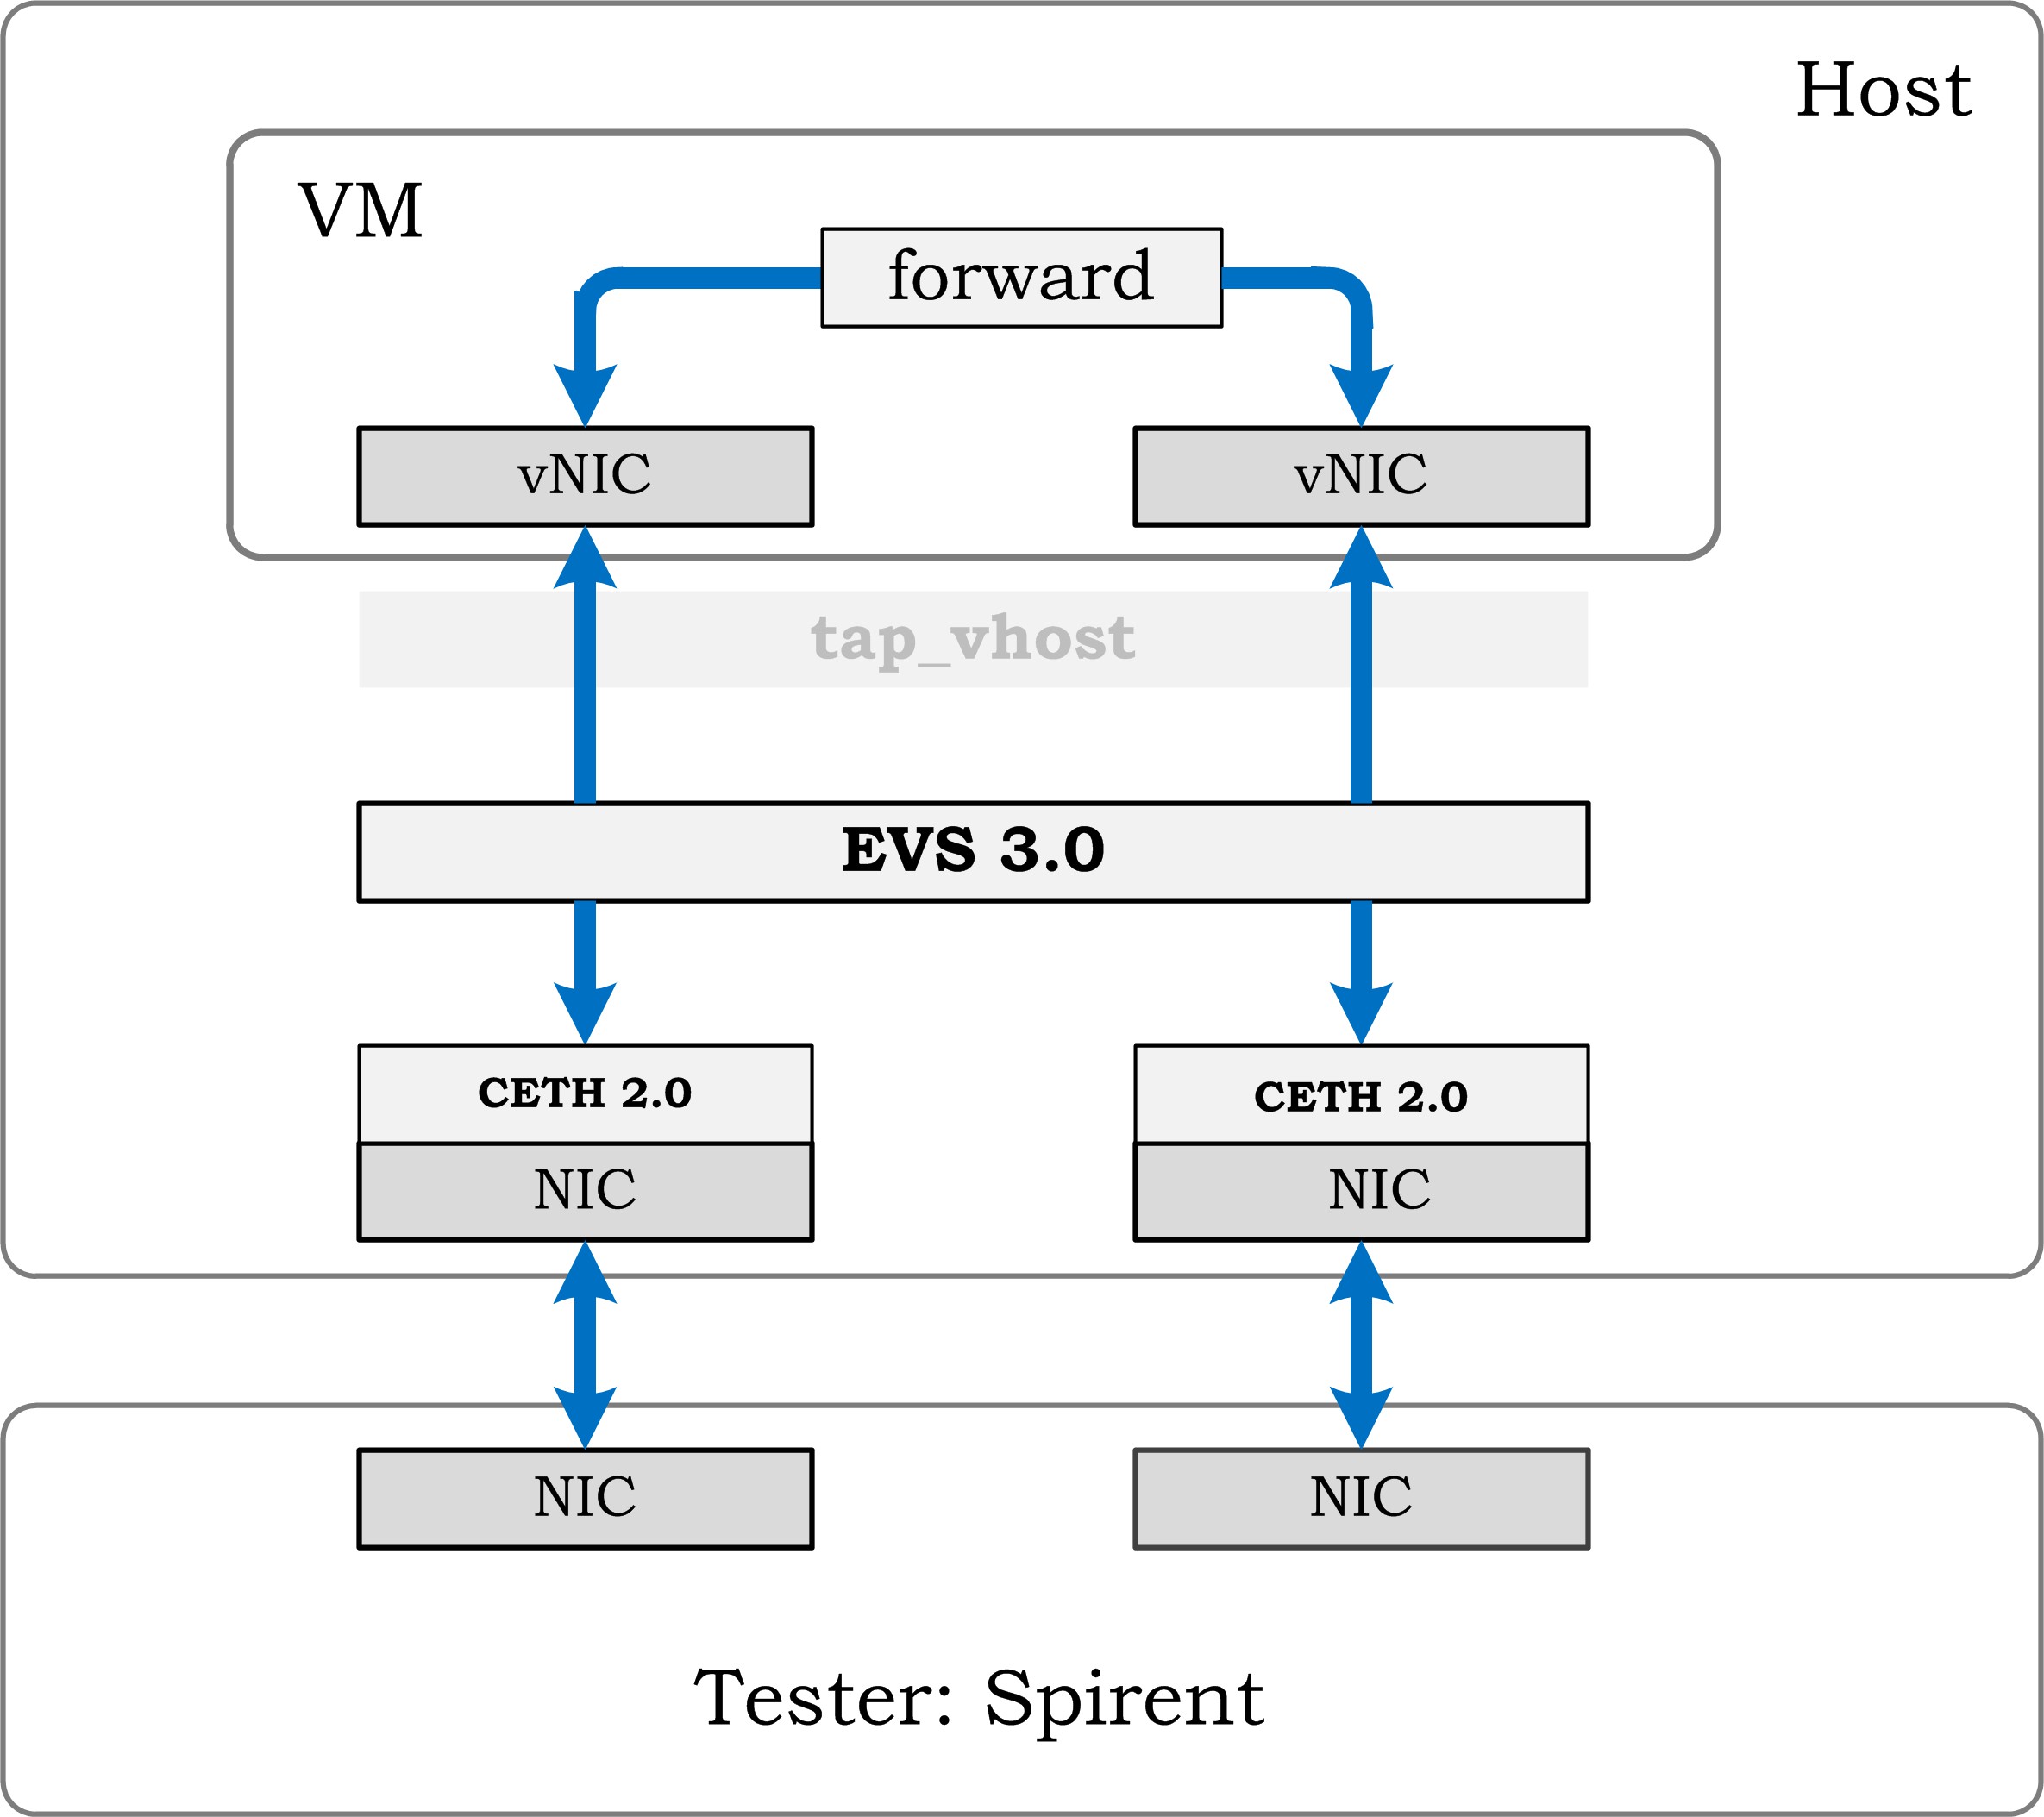 Host
VM
forward
vNIC
vNIC
tap_vhost
EVS 3.0
CETH 2.0
CETH 2.0
NIC
NIC
NIC
NIC
Tester: Spirent